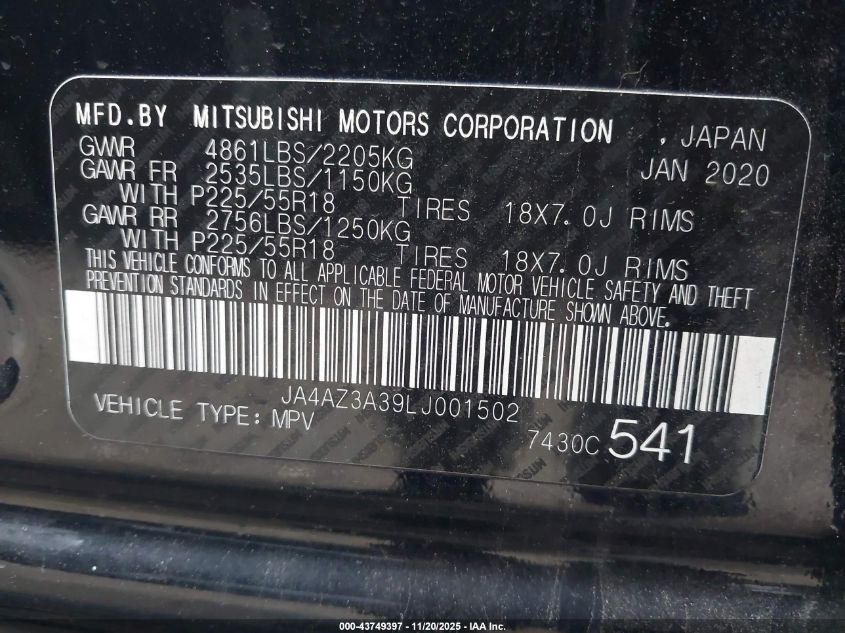 MFD.BY MITSUBISHI MOTORS CORPORATION , JAPAN
GVWR 4861LBS/2205KG JAN 2020
GAWR FR 2535LBS/1150KG
WITH P225/55R18 TIRES 18X7.0J RIMS
GAWR RR 2756LBS/1250KG
WITH P225/55R18 TIRES 18X7.0J RIMS
THIS VEHICLE CONFORMS TO ALL APPLICABLE FEDERAL MOTOR VEHICLE SAFETY AND THEFT
PREVENTION STANDARDS IN EFFECT ON THE DATE OF MANUFACTURE SHOWN ABOVE.
JA4AZ3A39LJ001502
VEHICLE TYPE: MPV
7430C 541
000-43749397 - 11/20/2025 - IAA Inc.